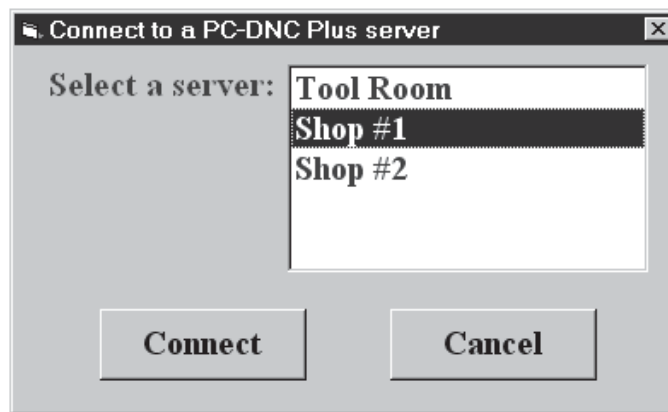 Connect to a PC-DNC Plus server
Select a server:
Tool Room
Shop #1
Shop #2
Connect
Cancel